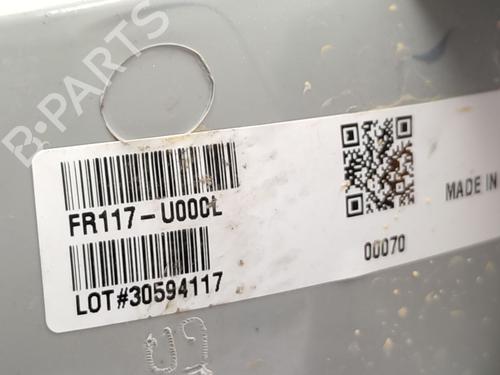 B-PARTS
FR117-U000L
LOT#30594117
00070
MADE IN